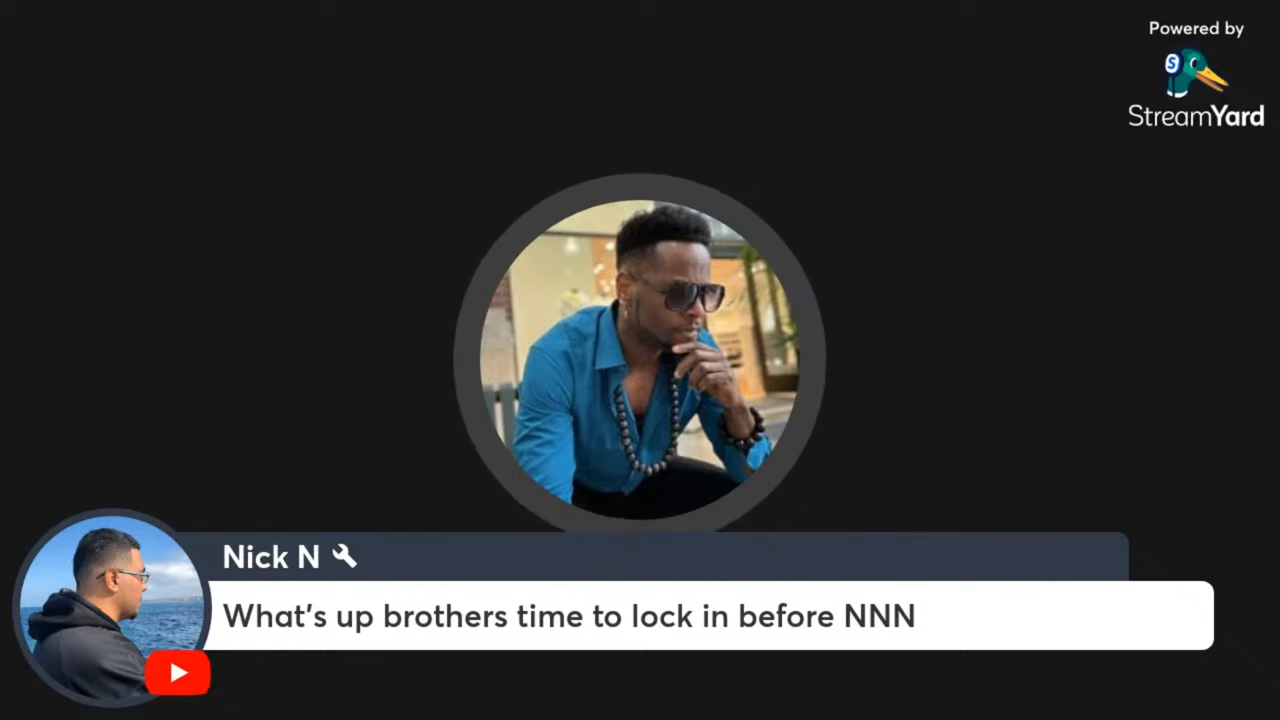 Powered by
S
StreamYard
Nick N
What's up brothers time to lock in before NNN